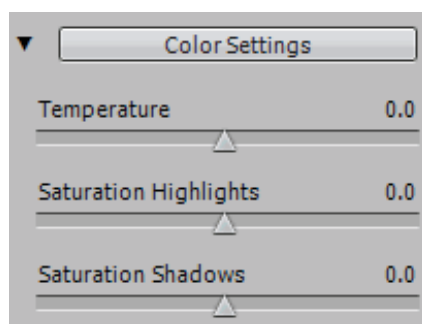 Color Settings
Temperature 0.0
Saturation Highlights 0.0
Saturation Shadows 0.0